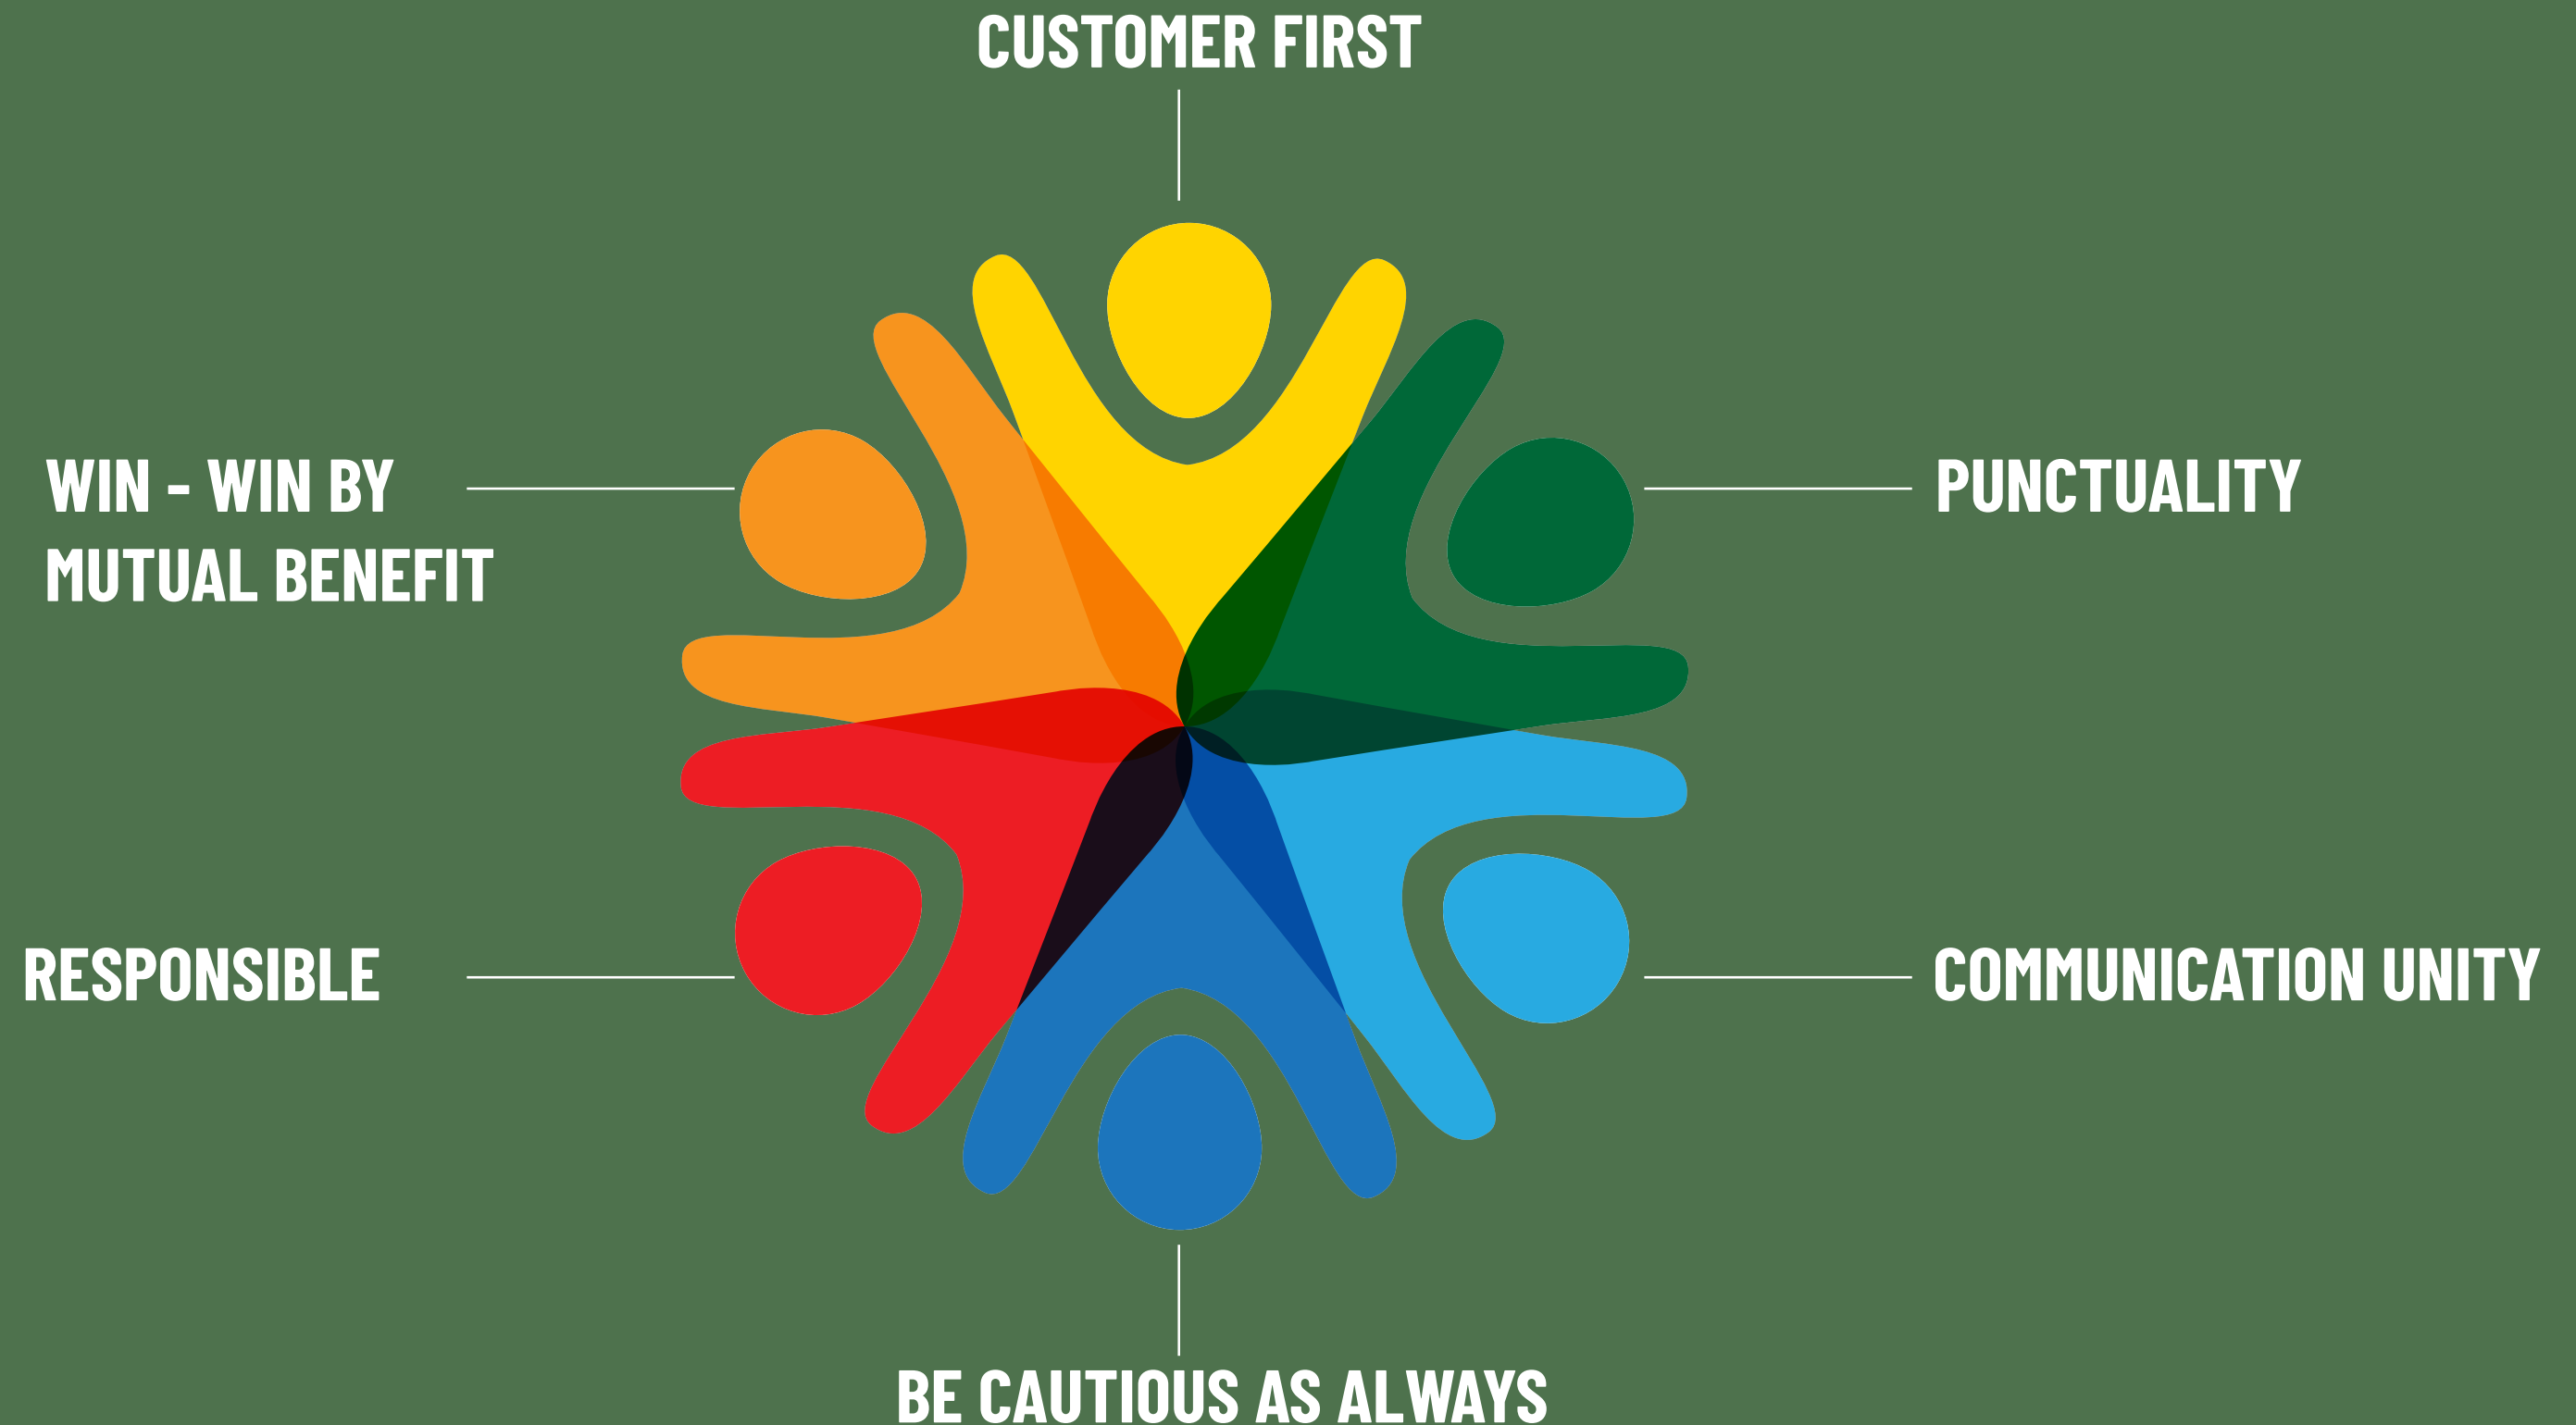 CUSTOMER FIRST
WIN - WIN BY
MUTUAL BENEFIT
PUNCTUALITY
RESPONSIBLE
COMMUNICATION UNITY
BE CAUTIOUS AS ALWAYS